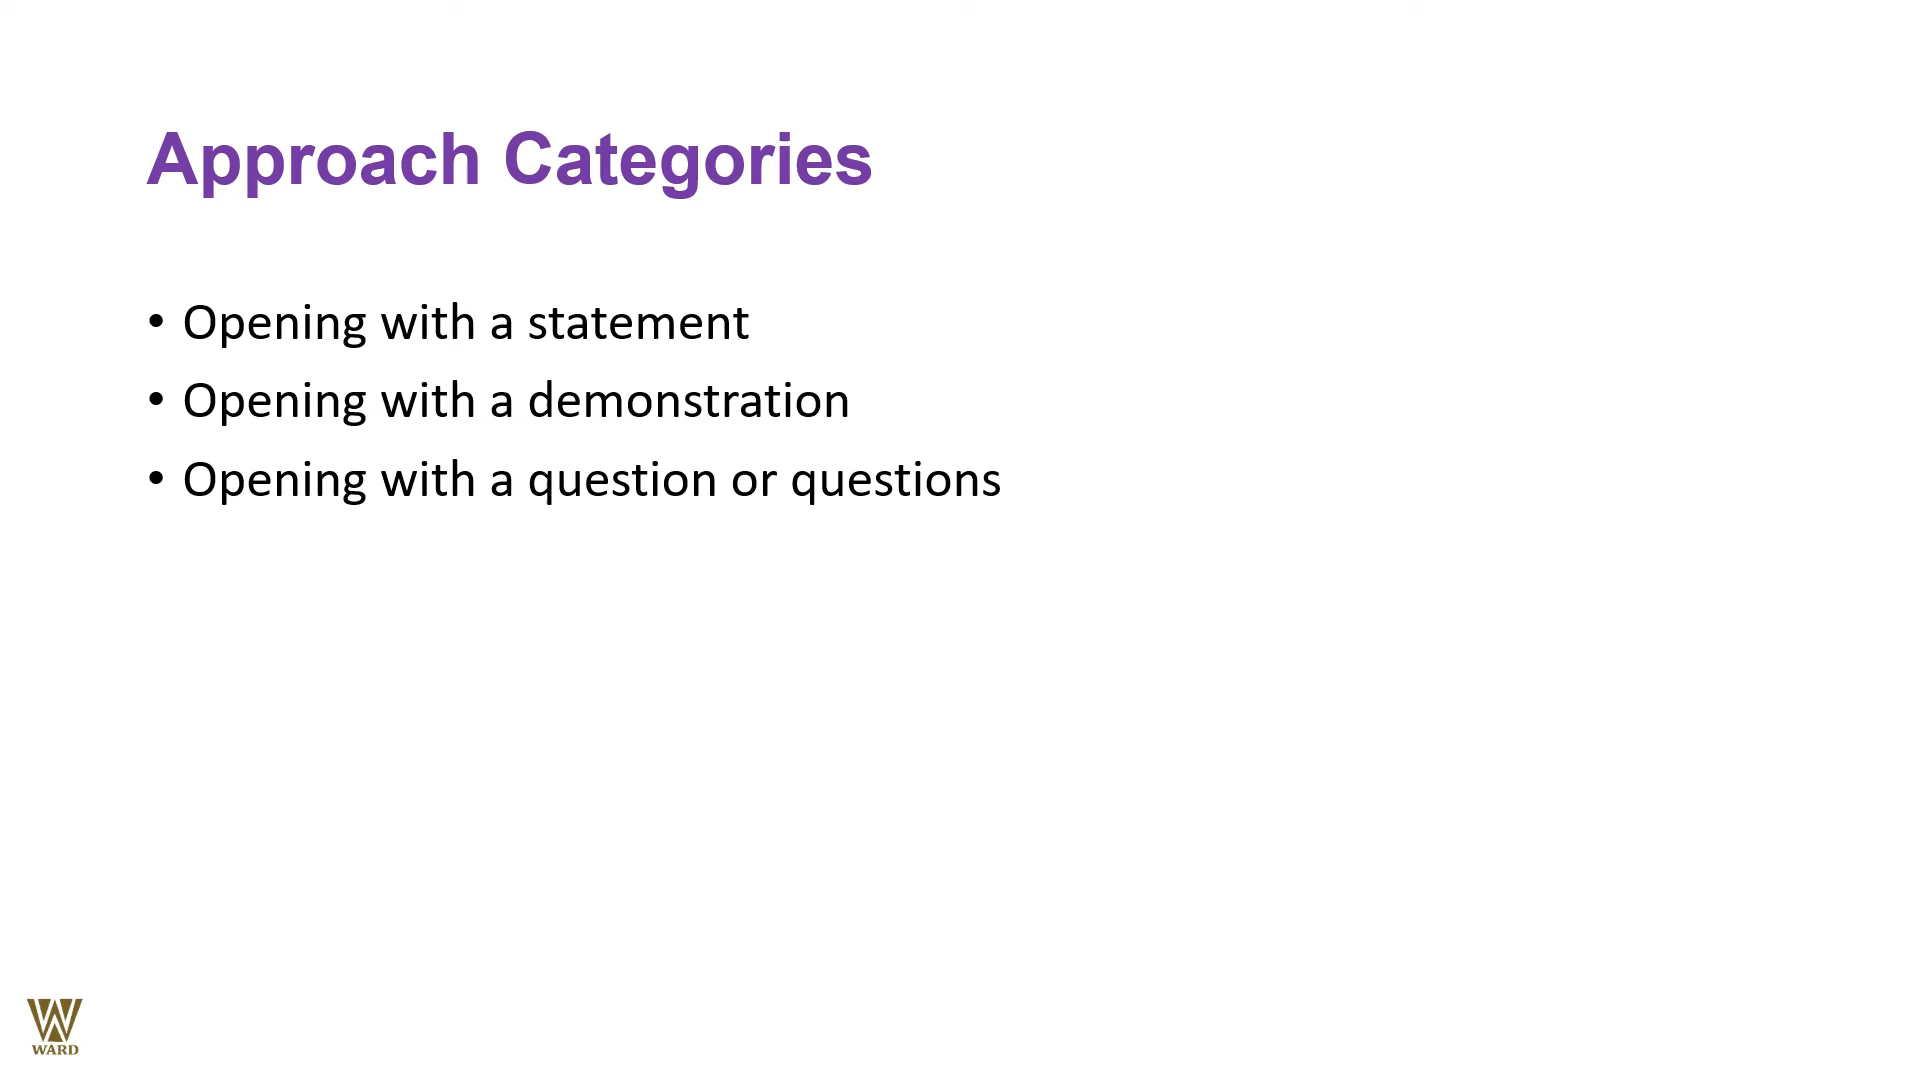 Approach Categories
• Opening with a statement
• Opening with a demonstration
• Opening with a question or questions
WARD